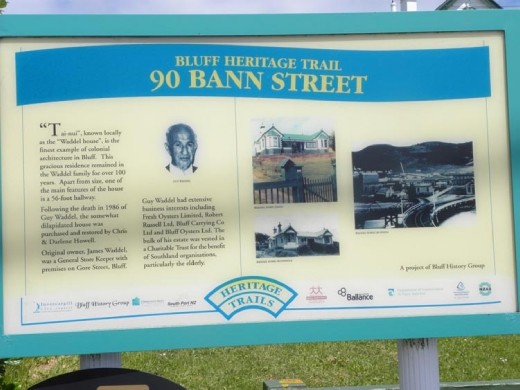 BLUFF HERITAGE TRAIL
90 BANN STREET
"Tai-nui", known locally
as the "Waddel house", is the
finest example of colonial
architecture in Bluff. This
gracious residence remained in
the Waddel family for over 100
years. Apart from size, one of
the main features of the house
is a 56-foot hallway.
Following the death in 1986 of
Guy Waddel, the somewhat
dilapidated house was
purchased and restored by Chris
& Darlene Howell.
Original owner, James Waddel,
was a General Store Keeper with
premises on Gore Street, Bluff.
Guy Waddel had extensive
business interests including
Fresh Oysters Limited, Robert
Ltd, Bluff Carrying Co
Ltd and Bluff Oysters Ltd. The
bulk of his estate was vested in
a Charitable Trust for the benefit
of Southland organisations,
particularly the elderly.
A project of Bluff History Group
Bluff History Group
South Port NZ
HERITAGE
TRAILS
Ballance